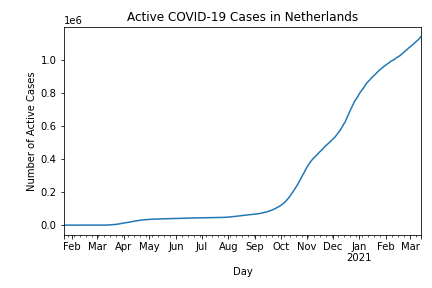 Active COVID-19 Cases in Netherlands
1e6
Number of Active Cases
1.0
0.8
0.6
0.4
0.2
0.0
Feb Mar Apr May Jun Jul Aug Sep Oct Nov Dec Jan Feb Mar
2021
Day